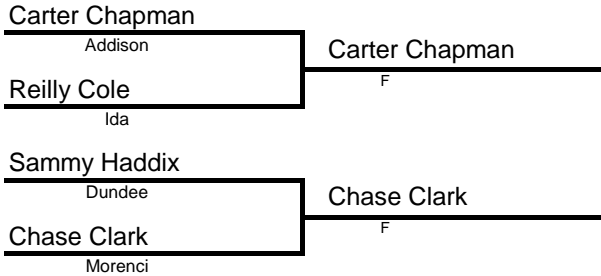 Carter Chapman
Addison
Carter Chapman
F
Reilly Cole
Ida
Sammy Haddix
Dundee
Chase Clark
F
Chase Clark
Morenci